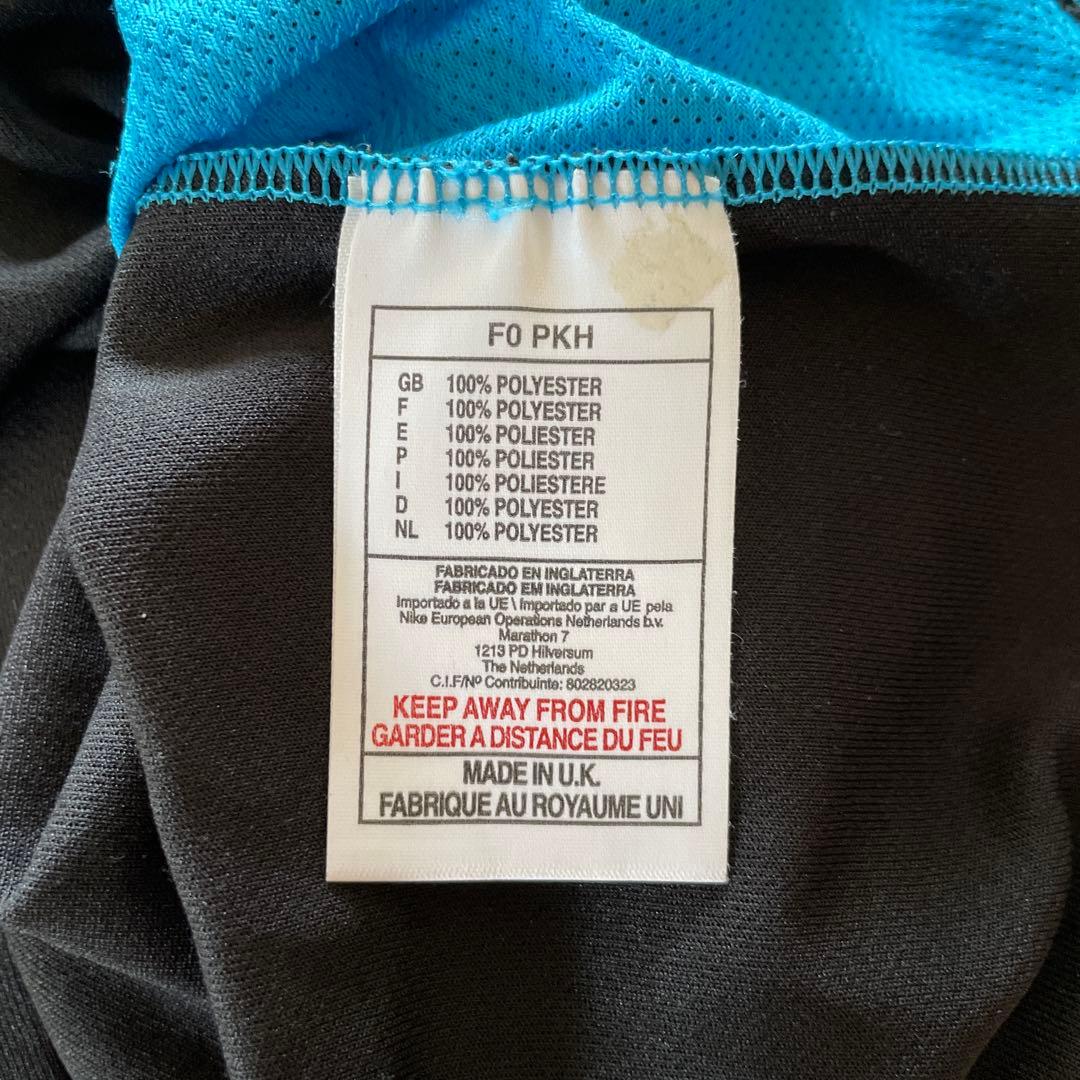 F0 PKH
GB 100% POLYESTER
F 100% POLYESTER
E 100% POLIESTER
P 100% POLIESTER
I 100% POLIESTERE
D 100% POLYESTER
NL 100% POLYESTER
FABRICADO EN INGLATERRA
FABRICADO EM INGLATERRA
Importado a la UE \ Importado par a UE pela
Nike European Operations Netherlands b.v.
Marathon 7
1213 PD Hilversum
The Netherlands
C.I.F/Nº Contribuinte: 802820323
KEEP AWAY FROM FIRE
GARDER A DISTANCE DU FEU
MADE IN U.K.
FABRIQUE AU ROYAUME UNI